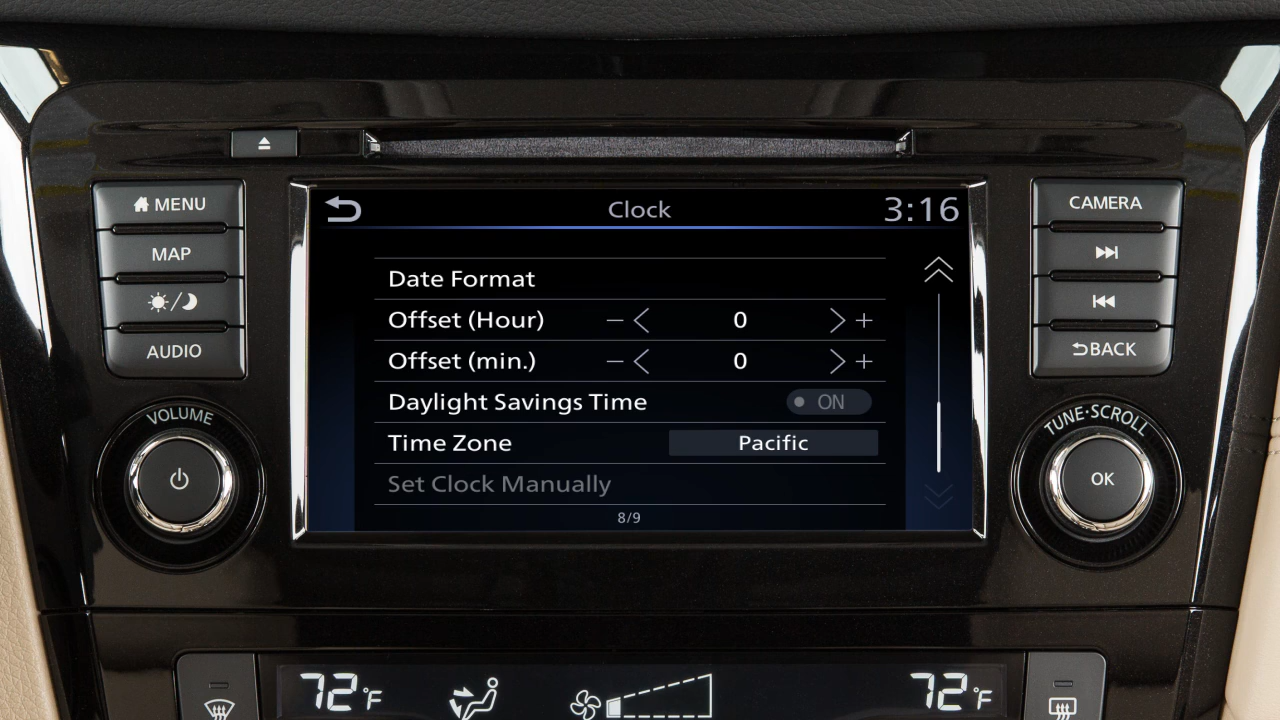 MENU
MAP
AUDIO
VOLUME
Clock
3:16
Date Format
Offset (Hour) − 0 +
Offset (min.) − 0 +
Daylight Savings Time ON
Time Zone Pacific
Set Clock Manually
8/9
CAMERA
BACK
TUNE·SCROLL
OK
72°F
72°F